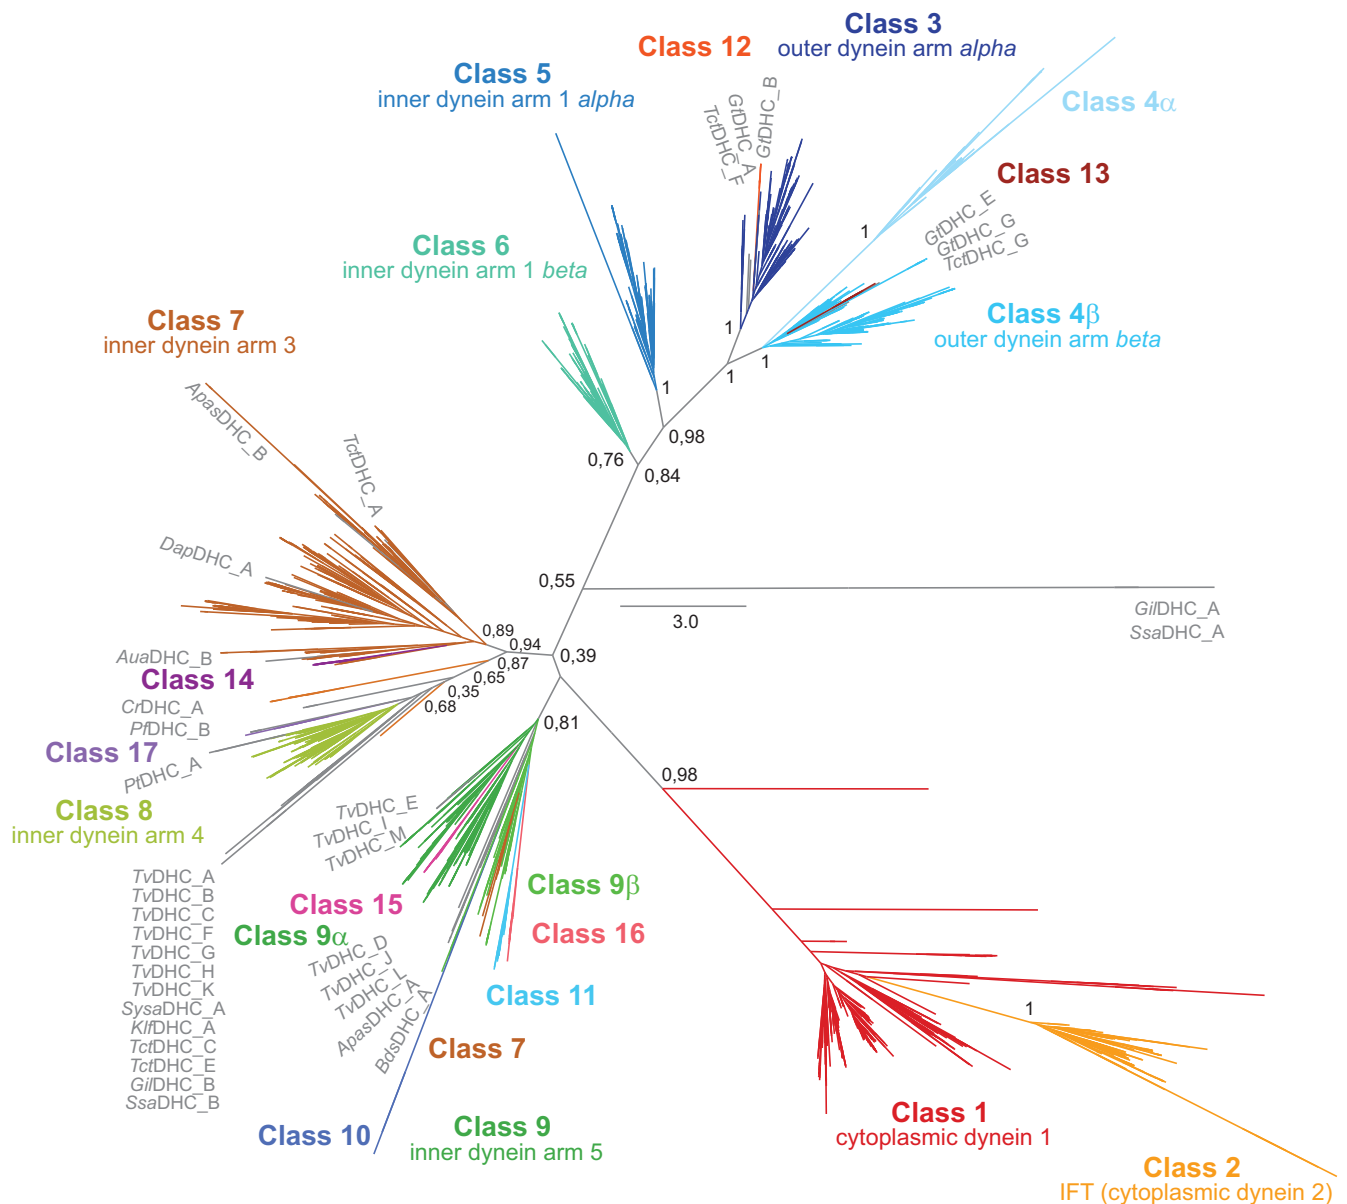 Class 3
outer dynein arm alpha
Class 12
Class 5
inner dynein arm 1 alpha
Class 4α
TctDHC_F
GtDHC_A
GtDHC_B
Class 13
GtDHC_E
GtDHC_G
TctDHC_G
Class 6
inner dynein arm 1 beta
1
Class 4β
outer dynein arm beta
Class 7
inner dynein arm 3
1
1
1
1
ApasDHC_B
TctDHC_A
0,98
0,76
0,84
DapDHC_A
0,55
3.0
GilDHC_A
SsaDHC_A
0,89
0,94
0,39
0,87
0,65
0,35
0,68
AuaDHC_B
Class 14
CrDHC_A
PfDHC_B
Class 17
PtDHC_A
0,81
0,98
Class 8
inner dynein arm 4
TvDHC_E
TvDHC_I
TvDHC_M
TvDHC_A
TvDHC_B
TvDHC_C
TvDHC_F
TvDHC_G
TvDHC_H
TvDHC_K
SysaDHC_A
KlfDHC_A
TctDHC_C
TctDHC_E
GilDHC_B
SsaDHC_B
Class 15
Class 9α
Class 9β
Class 16
TvDHC_D
TvDHC_J
TvDHC_L
ApasDHC_A
BdsDHC_A
Class 11
Class 7
1
Class 10
Class 9
inner dynein arm 5
Class 1
cytoplasmic dynein 1
Class 2
IFT (cytoplasmic dynein 2)